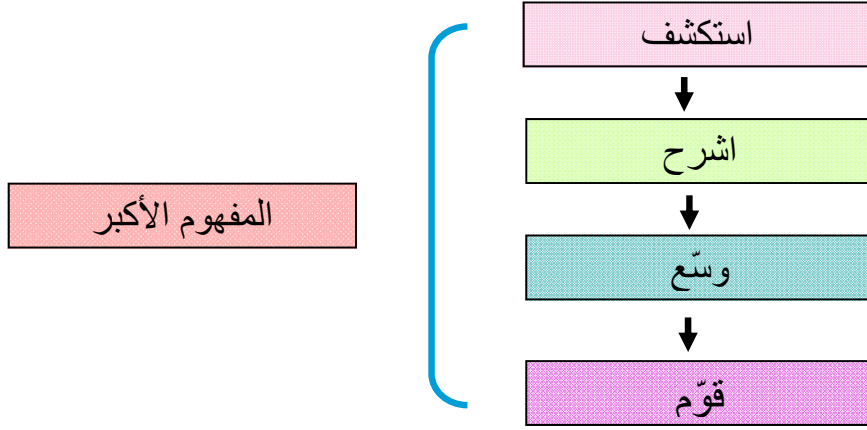 استكشف
اشرح
المفهوم الأكبر
وسّع
قوّم